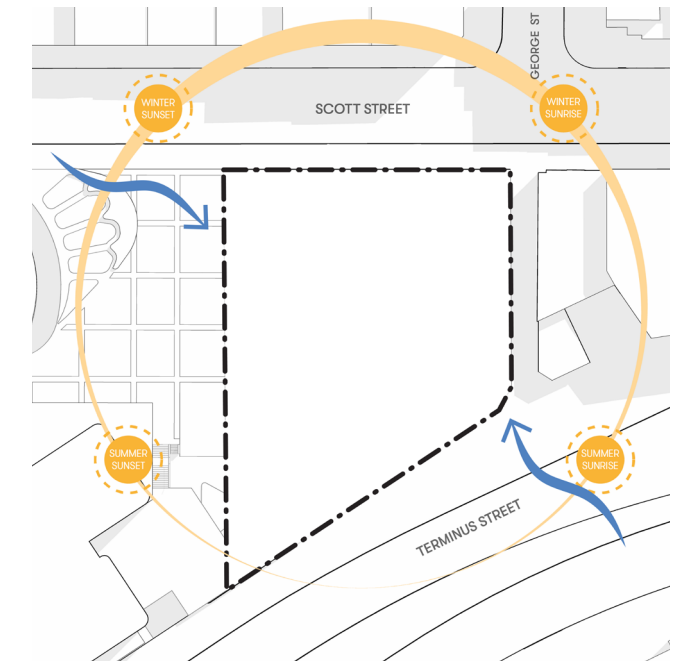 GEORGE ST
WINTER
SUNSET
SCOTT STREET
WINTER
SUNRISE
SUMMER
SUNSET
SUMMER
SUNRISE
TERMINUS STREET